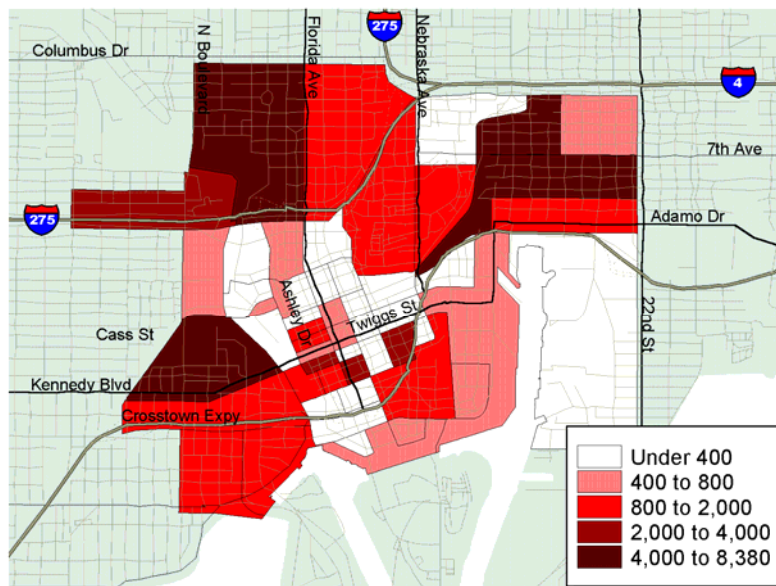 Columbus Dr
N Boulevard
Florida Ave
275
Nebraska Ave
4
7th Ave
275
Adamo Dr
22nd St
Ashley Dr
Twiggs St
Cass St
Kennedy Blvd
Crosstown Expy
Under 400
400 to 800
800 to 2,000
2,000 to 4,000
4,000 to 8,380